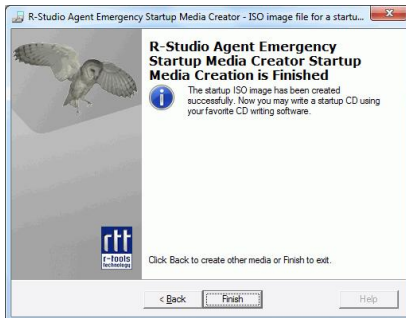 R-Studio Agent Emergency Startup Media Creator - ISO image file for a startu...
R-Studio Agent Emergency
Startup Media Creator Startup
Media Creation is Finished
The startup ISO image has been created
successfully. Now you may write a startup CD using
your favorite CD writing software.
rtt
r-tools
technology
Click Back to create other media or Finish to exit.
< Back
Finish
Help